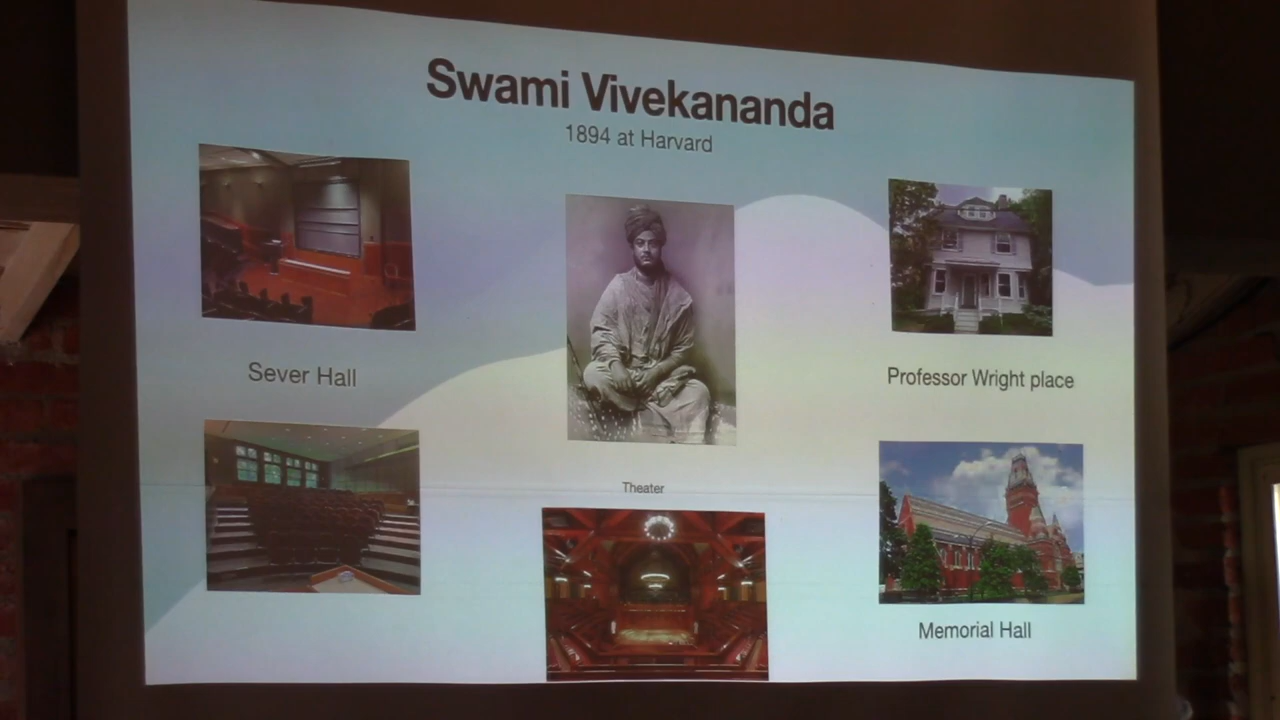 Swami Vivekananda
1894 at Harvard
Sever Hall
Professor Wright place
Theater
Memorial Hall